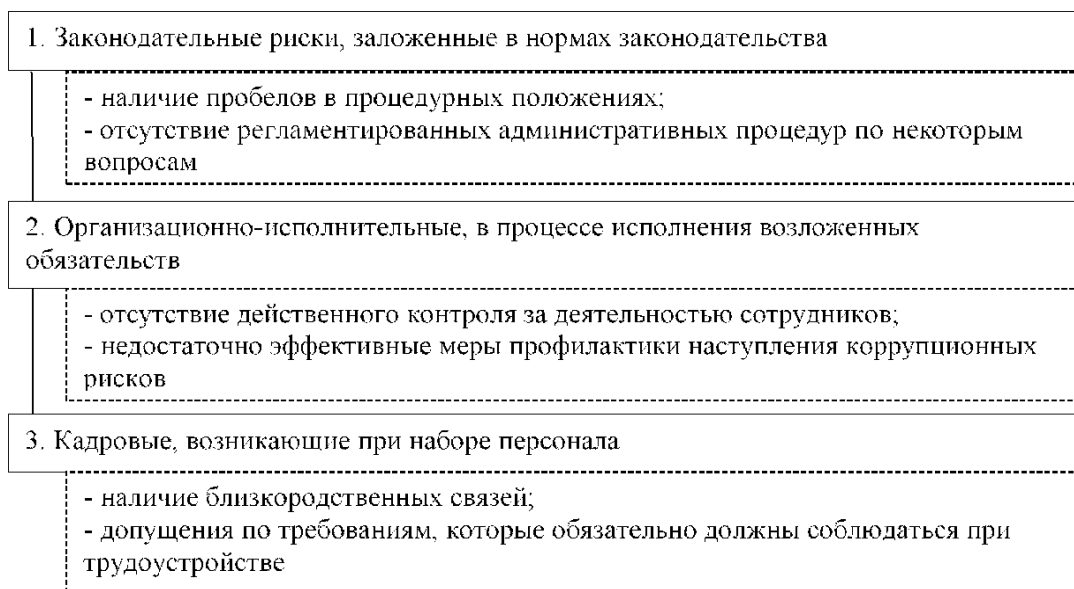 1. Законодательные риски, заложенные в нормах законодательства
- наличие пробелов в процедурных положениях;
- отсутствие регламентированных административных процедур по некоторым
вопросам
2. Организационно-исполнительные, в процессе исполнения возложенных
обязательств
- отсутствие действенного контроля за деятельностью сотрудников;
- недостаточно эффективные меры профилактики наступления коррупционных
рисков
3. Кадровые, возникающие при наборе персонала
- наличие близкородственных связей;
- допущения по требованиям, которые обязательно должны соблюдаться при
трудоустройстве